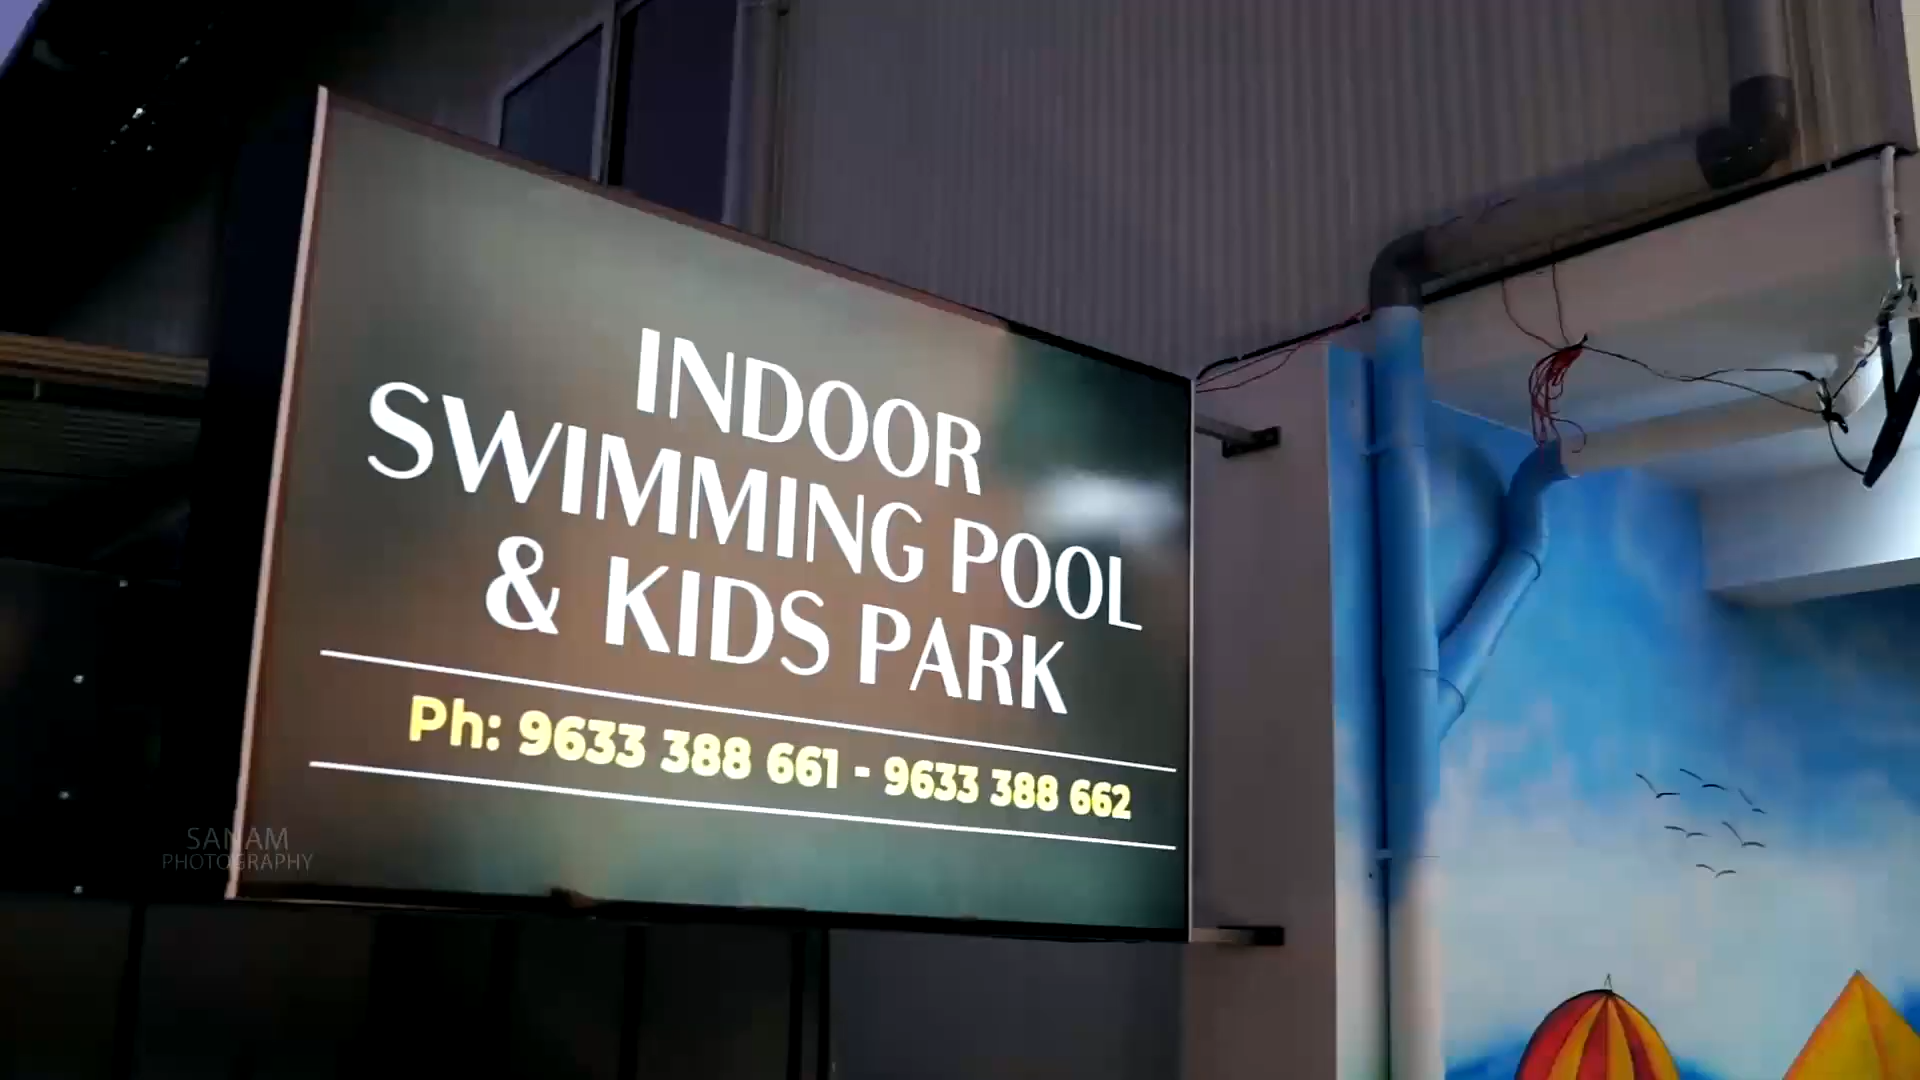 INDOOR
SWIMMING POOL
& KIDS PARK
Ph: 9633 388 661 - 9633 388 662
SANAM
PHOTOGRAPHY